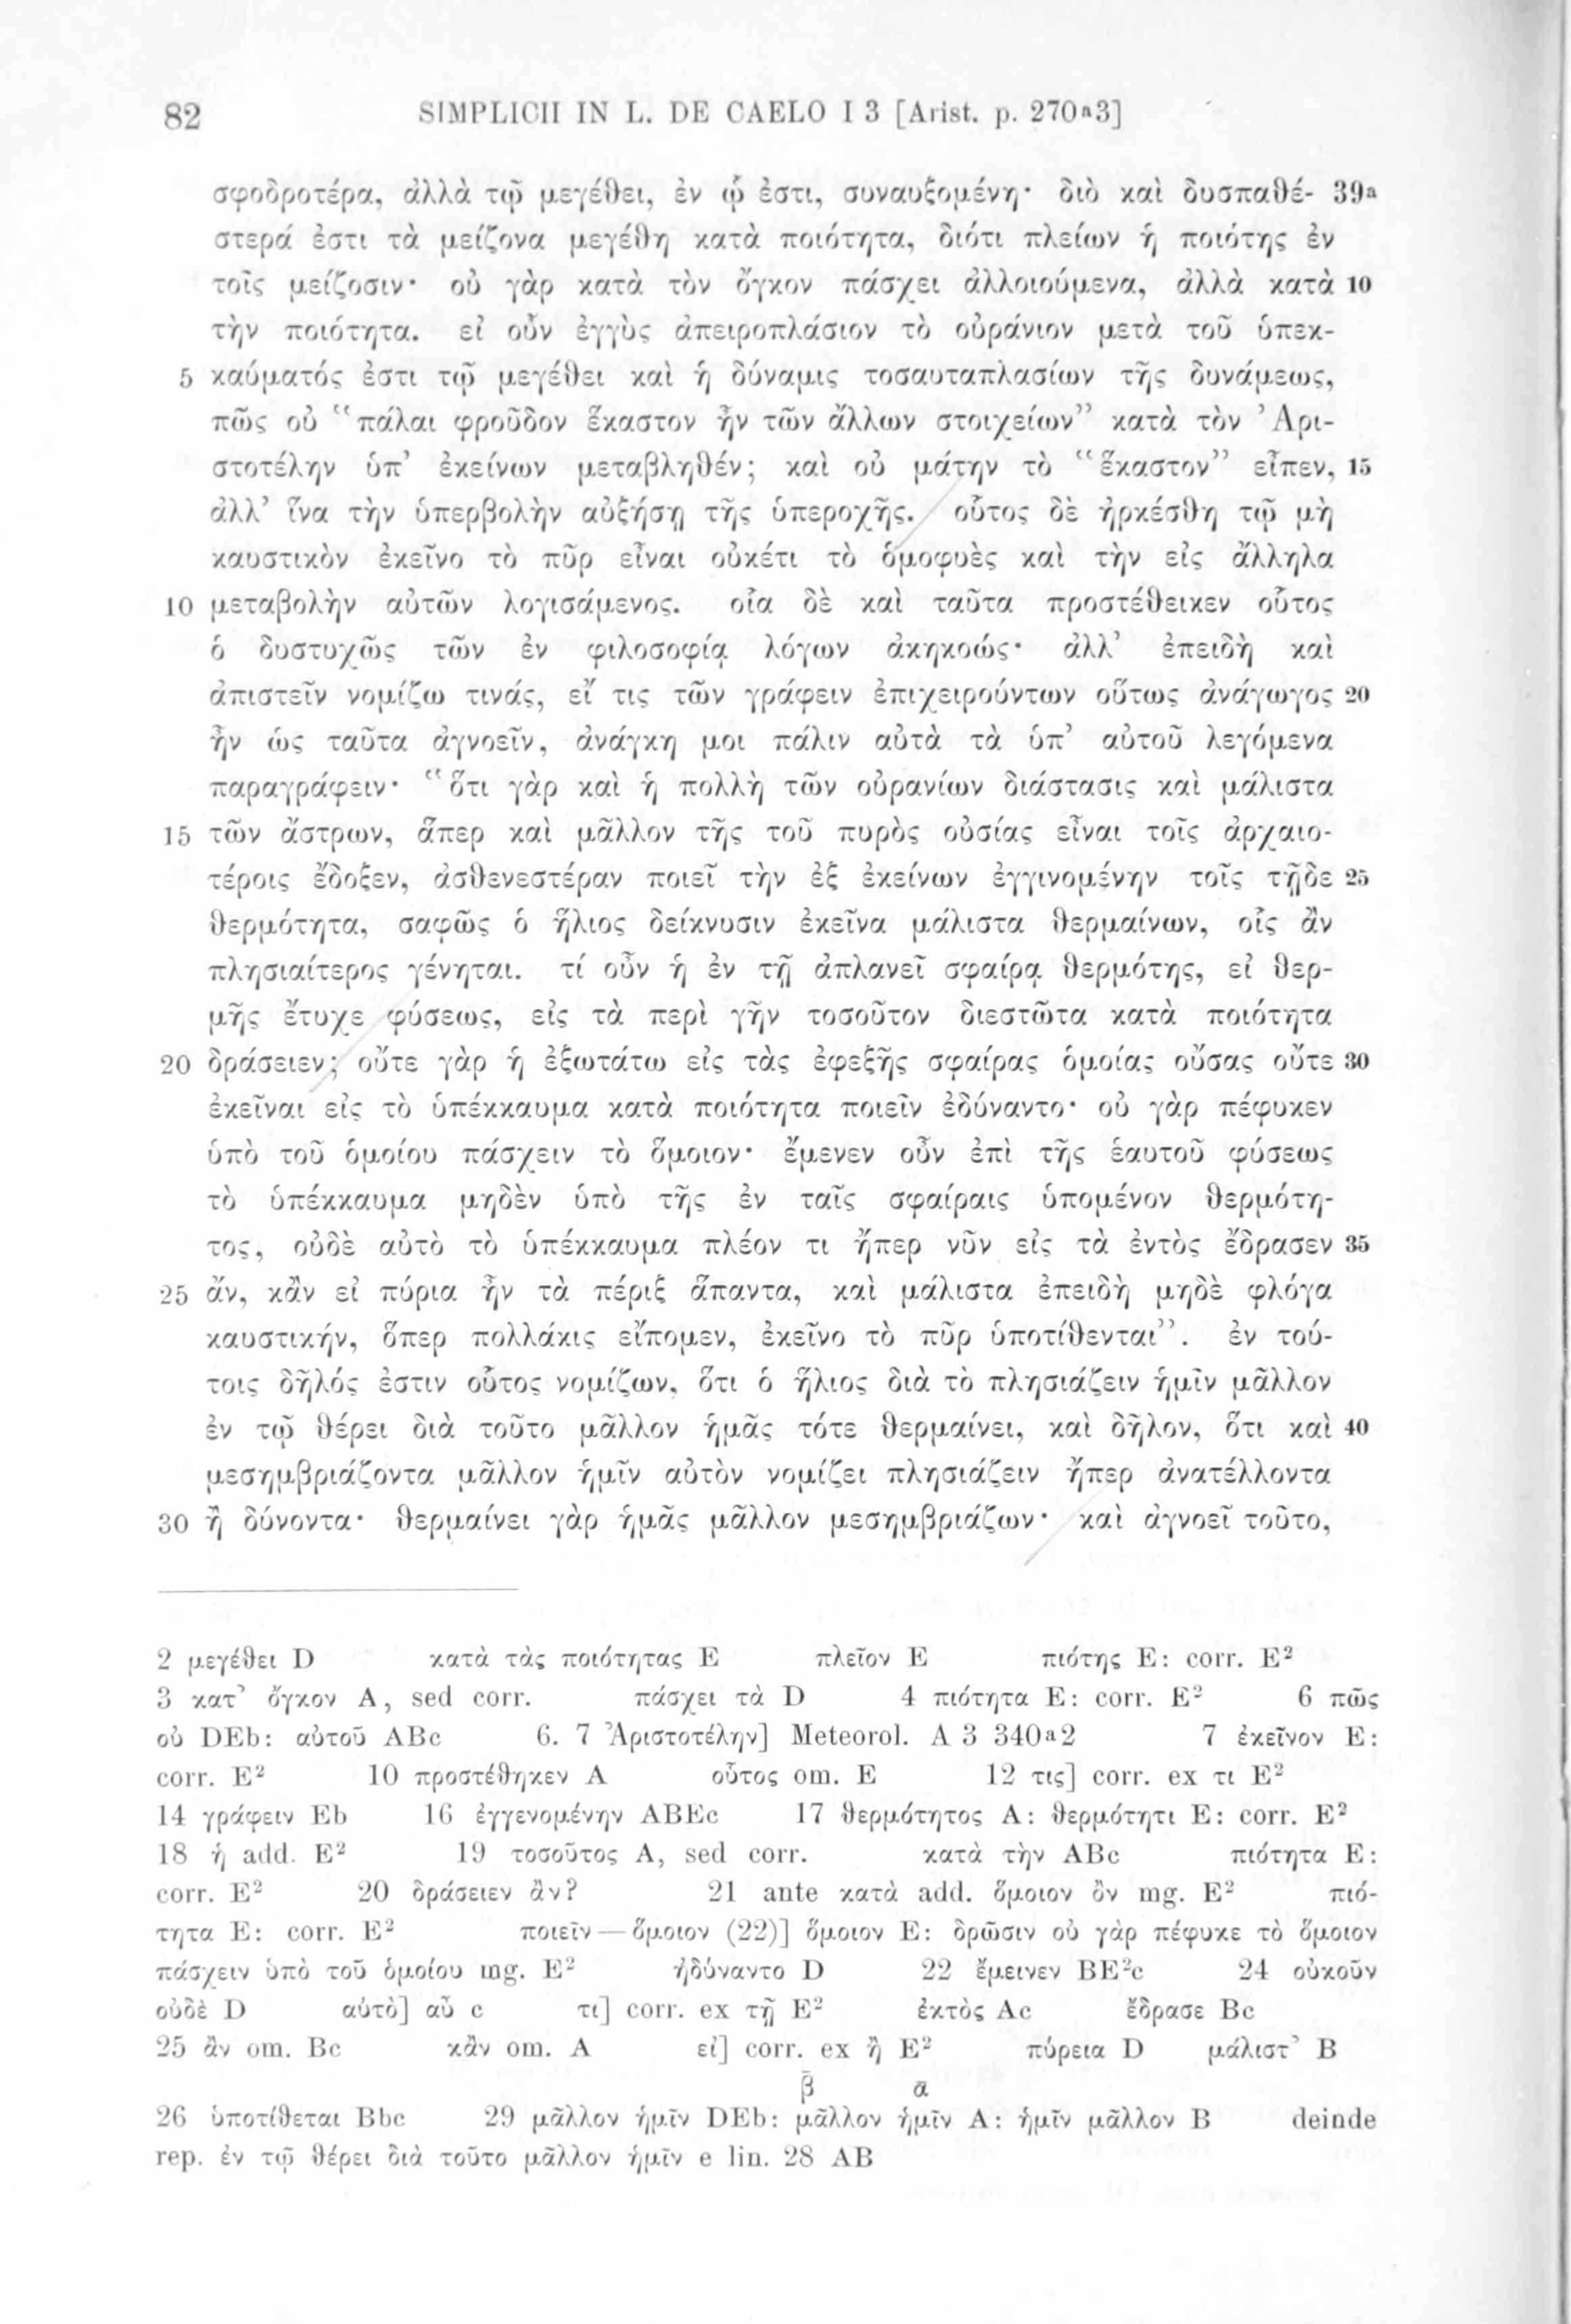 82 SIMPLICII IN L. DE CAELO I 3 [Arist. p. 270ᵃ3]
σφοδροτέρα, ἀλλὰ τῷ μεγέθει, ἐν ᾧ ἐστι, συναυξομένη· διὸ καὶ δυσπαθέ- 39ᵃ
στερά ἐστι τὰ μείζονα μεγέθη κατὰ ποιότητα, διότι πλείων ἡ ποιότης ἐν
τοῖς μείζοσιν· οὐ γὰρ κατὰ τὸν ὄγκον πάσχει ἀλλοιούμενα, ἀλλὰ κατὰ 10
τὴν ποιότητα. εἰ οὖν ἐγγὺς ἀπειροπλάσιον τὸ οὐράνιον μετὰ τοῦ ὑπεκ-
5 καύματός ἐστι τῷ μεγέθει καὶ ἡ δύναμις τοσαυταπλασίων τῆς δυνάμεως,
πῶς οὐ “πάλαι φροῦδον ἕκαστον ἦν τῶν ἄλλων στοιχείων” κατὰ τὸν Ἀρι-
στοτέλην ὑπ’ ἐκείνων μεταβληθέν; καὶ οὐ μάτην τὸ “ἕκαστον” εἶπεν, 15
ἀλλ’ ἵνα τὴν ὑπερβολὴν αὐξήσῃ τῆς ὑπεροχῆς. οὗτος δὲ ἠρκέσθη τῷ μὴ
καυστικὸν ἐκεῖνο τὸ πῦρ εἶναι οὐκέτι τὸ ὁμοφυὲς καὶ τὴν εἰς ἄλληλα
10 μεταβολὴν αὐτῶν λογισάμενος. οἷα δὲ καὶ ταῦτα προστέθεικεν οὗτος
ὁ δυστυχῶς τῶν ἐν φιλοσοφίᾳ λόγων ἀκηκοώς· ἀλλ’ ἐπειδὴ καὶ
ἀπιστεῖν νομίζω τινάς, εἴ τις τῶν γράφειν ἐπιχειρούντων οὕτως ἀνάγωγος 20
ἦν ὡς ταῦτα ἀγνοεῖν, ἀνάγκη μοι πάλιν αὐτὰ τὰ ὑπ’ αὐτοῦ λεγόμενα
παραγράφειν· “ὅτι γὰρ καὶ ἡ πολλὴ τῶν οὐρανίων διάστασις καὶ μάλιστα
15 τῶν ἄστρων, ἅπερ καὶ μᾶλλον τῆς τοῦ πυρὸς οὐσίας εἶναι τοῖς ἀρχαιο-
τέροις ἔδοξεν, ἀσθενεστέραν ποιεῖ τὴν ἐξ ἐκείνων ἐγγινομένην τοῖς τῇδε 25
θερμότητα, σαφῶς ὁ ἥλιος δείκνυσιν ἐκεῖνα μάλιστα θερμαίνων, οἷς ἂν
πλησιαίτερος γένηται. τί οὖν ἡ ἐν τῇ ἀπλανεῖ σφαίρᾳ θερμότης, εἰ θερ-
μῆς ἔτυχε φύσεως, εἰς τὰ περὶ γῆν τοσοῦτον διεστῶτα κατὰ ποιότητα
20 δράσειεν; οὔτε γὰρ ἡ ἐξωτάτω εἰς τὰς ἐφεξῆς σφαίρας ὁμοίας οὔσας οὔτε 30
ἐκεῖναι εἰς τὸ ὑπέκκαυμα κατὰ ποιότητα ποιεῖν ἐδύναντο· οὐ γὰρ πέφυκεν
ὑπὸ τοῦ ὁμοίου πάσχειν τὸ ὅμοιον· ἔμενεν οὖν ἐπὶ τῆς ἑαυτοῦ φύσεως
τὸ ὑπέκκαυμα μηδὲν ὑπὸ τῆς ἐν ταῖς σφαίραις ὑπομένον θερμότη-
τος, οὐδὲ αὐτὸ τὸ ὑπέκκαυμα πλέον τι ἤπερ νῦν εἰς τὰ ἐντὸς ἔδρασεν 35
25 ἄν, κἂν εἰ πύρια ἦν τὰ πέριξ ἅπαντα, καὶ μάλιστα ἐπειδὴ μηδὲ φλόγα
καυστικήν, ὅπερ πολλάκις εἴπομεν, ἐκεῖνο τὸ πῦρ ὑποτίθενται”. ἐν τού-
τοις δῆλός ἐστιν οὗτος νομίζων, ὅτι ὁ ἥλιος διὰ τὸ πλησιάζειν ἡμῖν μᾶλλον
ἐν τῷ θέρει διὰ τοῦτο μᾶλλον ἡμᾶς τότε θερμαίνει, καὶ δῆλον, ὅτι καὶ 40
μεσημβριάζοντα μᾶλλον ἡμῖν αὐτὸν νομίζει πλησιάζειν ἤπερ ἀνατέλλοντα
30 ἢ δύνοντα· θερμαίνει γὰρ ἡμᾶς μᾶλλον μεσημβριάζων· καὶ ἀγνοεῖ τοῦτο,
2 μεγέθει D κατὰ τὰς ποιότητας E πλεῖον E πιότης E: corr. E²
3 κατ’ ὄγκον A, sed corr. πάσχει τὰ D 4 πιότητα E: corr. E² 6 πῶς
οὐ DEb: αὐτοῦ ABc 6. 7 Ἀριστοτέλην] Meteorol. A 3 340ᵃ2 7 ἐκεῖνον E:
corr. E² 10 προστέθηκεν A οὗτος om. E 12 τις] corr. ex τι E²
14 γράφειν Eb 16 ἐγγενομένην ABEc 17 θερμότητος A: θερμότητι E: corr. E²
18 ἡ add. E² 19 τοσοῦτος A, sed corr. κατὰ τὴν ABc πιότητα E:
corr. E² 20 δράσειεν ἄν? 21 ante κατὰ add. ὅμοιον ὂν mg. E² πιό-
τητα E: corr. E² ποιεῖν—ὅμοιον (22)] ὅμοιον E: δρῶσιν οὐ γὰρ πέφυκε τὸ ὅμοιον
πάσχειν ὑπὸ τοῦ ὁμοίου mg. E² ἠδύναντο D 22 ἔμεινεν BE²c 24 οὐκοῦν
οὐδὲ D αὐτὸ] αὖ c τι] corr. ex τῇ E² ἐκτὸς Ac ἔδρασε Bc
25 ἂν om. Bc κἂν om. A εἰ] corr. ex ἢ E² πύρεια D μάλιστ’ B
β̄ ᾱ
26 ὑποτίθεται Bbc 29 μᾶλλον ἡμῖν DEb: μᾶλλον ἡμῖν A: ἡμῖν μᾶλλον B deinde
rep. ἐν τῷ θέρει διὰ τοῦτο μᾶλλον ἡμῖν e lin. 28 AB